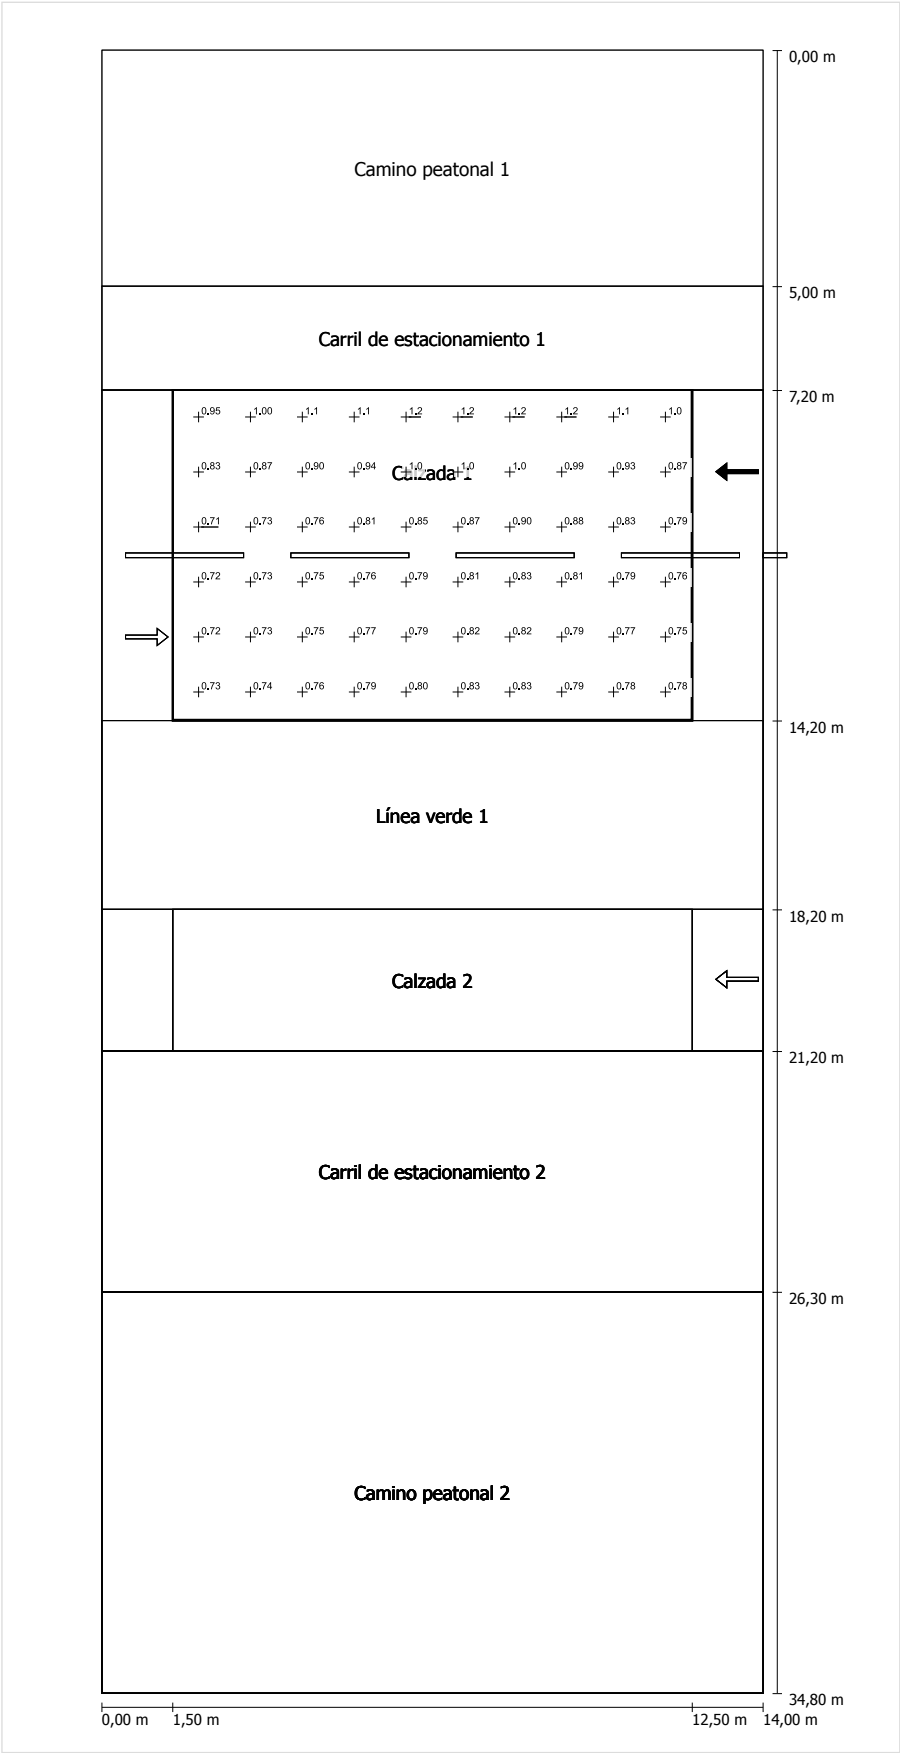 0,00 m
Camino peatonal 1
5,00 m
Carril de estacionamiento 1
7,20 m
0.95 1.00 1.1 1.1 1.2 1.2 1.2 1.2 1.1 1.0
0.83 0.87 0.90 0.94 1.0 1.0 1.0 0.99 0.93 0.87
Calzada 1
0.71 0.73 0.76 0.81 0.85 0.87 0.90 0.88 0.83 0.79
0.72 0.73 0.75 0.76 0.79 0.81 0.83 0.81 0.79 0.76
0.72 0.73 0.75 0.77 0.79 0.82 0.82 0.79 0.77 0.75
0.73 0.74 0.76 0.79 0.80 0.83 0.83 0.79 0.78 0.78
14,20 m
Línea verde 1
18,20 m
Calzada 2
21,20 m
Carril de estacionamiento 2
26,30 m
Camino peatonal 2
34,80 m
0,00 m 1,50 m 12,50 m 14,00 m